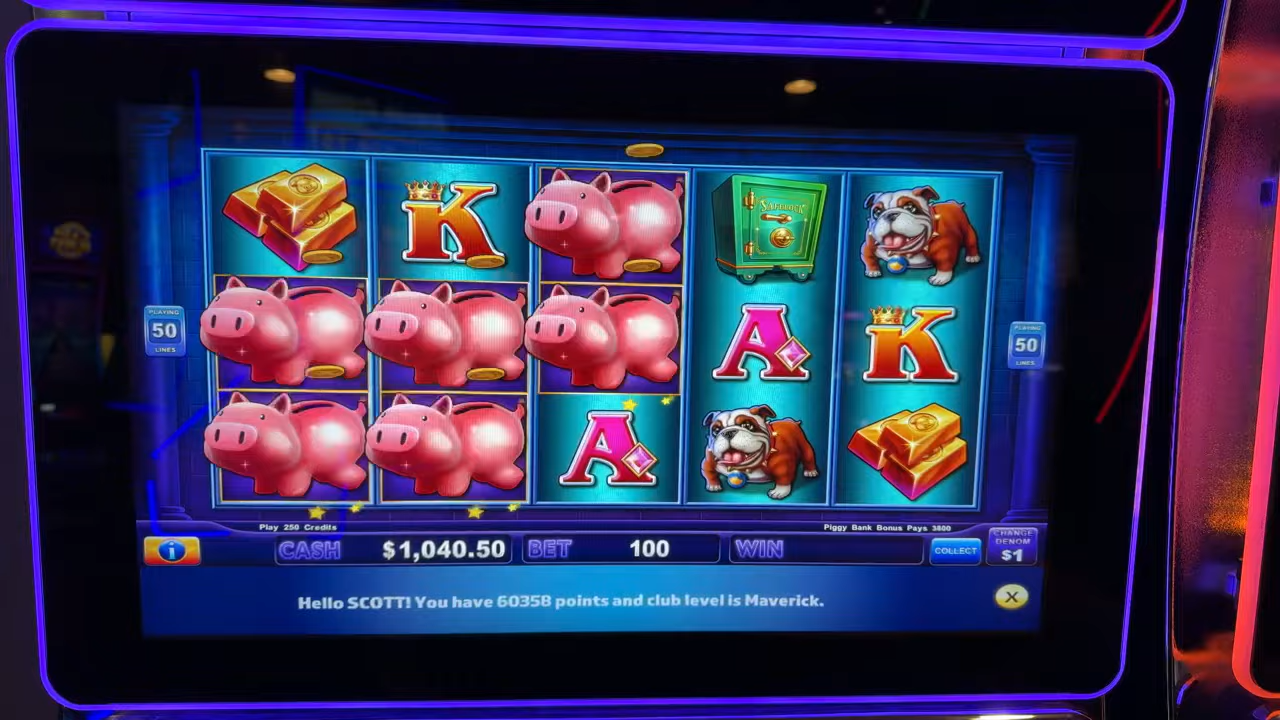 K
SAFELOCK
PLAYING
50
LINES
A
K
PLAYING
50
LINES
A
Play 250 Credits
Piggy Bank Bonus Pays 3800
CASH $1,040.50 BET 100 WIN
COLLECT
CHANGE
DENOM
$1
Hello SCOTT! You have 60358 points and club level is Maverick.
X